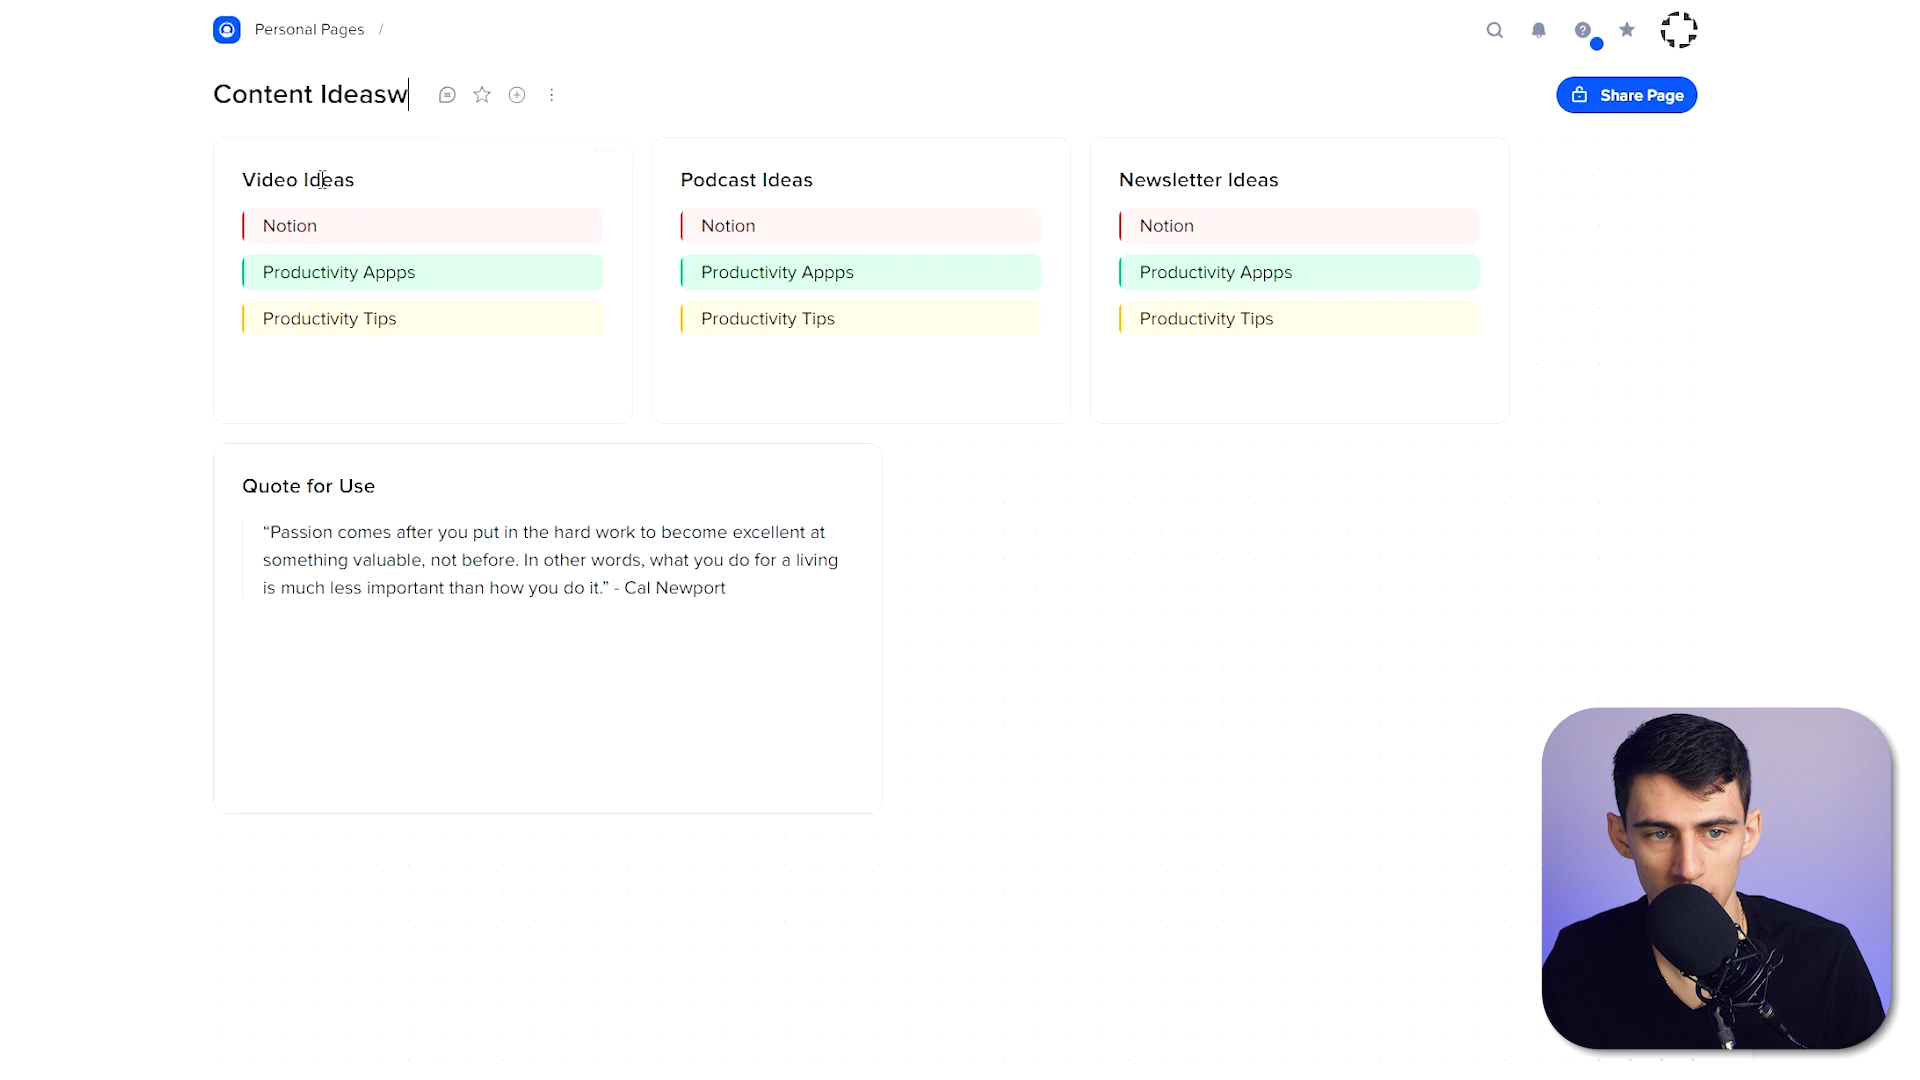 Personal Pages /
Content Ideasw
Share Page
Video Ideas
Notion
Productivity Appps
Productivity Tips
Podcast Ideas
Notion
Productivity Appps
Productivity Tips
Newsletter Ideas
Notion
Productivity Appps
Productivity Tips
Quote for Use
“Passion comes after you put in the hard work to become excellent at
something valuable, not before. In other words, what you do for a living
is much less important than how you do it.” - Cal Newport